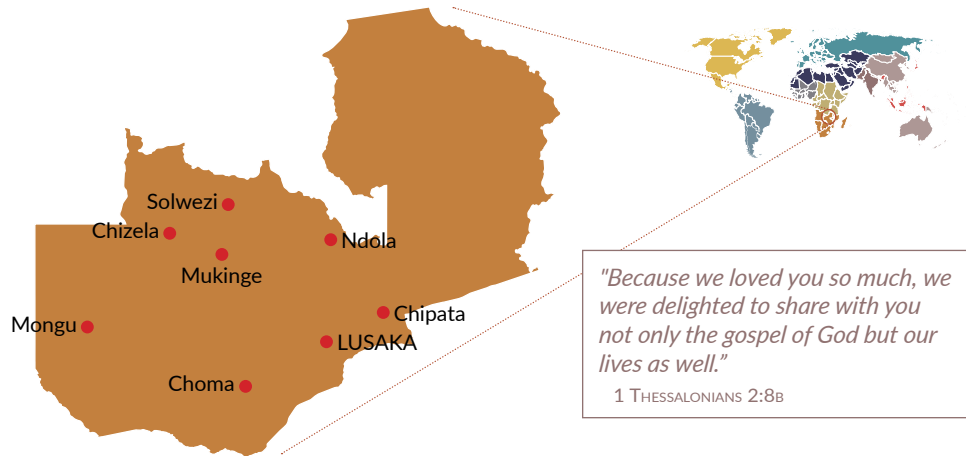 Solwezi
Chizela
Ndola
Mukinge
Chipata
Mongu
LUSAKA
Choma
"Because we loved you so much, we
were delighted to share with you
not only the gospel of God but our
lives as well.”
1 Thessalonians 2:8b